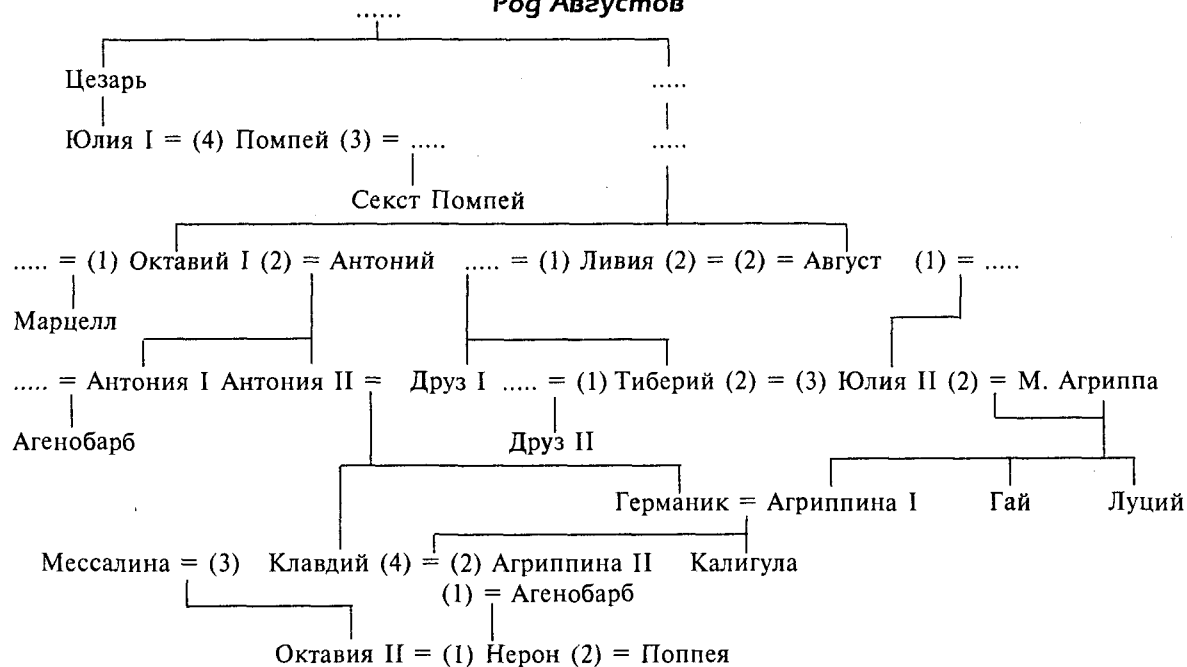 Род Августов
......
Цезарь .....
Юлия I = (4) Помпей (3) = ..... .....
Секст Помпей
..... = (1) Октавий I (2) = Антоний ..... = (1) Ливия (2) = (2) = Август (1) = .....
Марцелл
..... = Антония I Антония II = Друз I ..... = (1) Тиберий (2) = (3) Юлия II (2) = М. Агриппа
Агенобарб Друз II
Германик = Агриппина I Гай Луций
Мессалина = (3) Клавдий (4) = (2) Агриппина II Калигула
(1) = Агенобарб
Октавия II = (1) Нерон (2) = Поппея